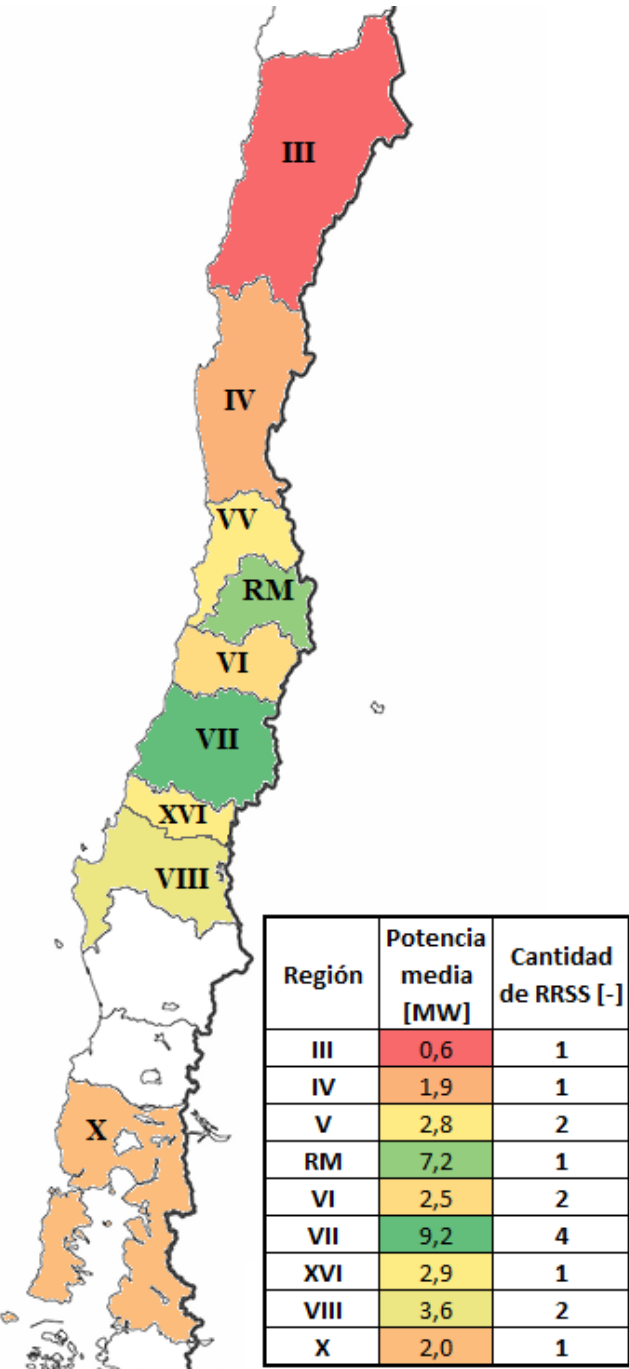 III
IV
VV
RM
VI
VII
XVI
VIII
X
Región Potencia media [MW] Cantidad de RRSS [-]
III 0,6 1
IV 1,9 1
V 2,8 2
RM 7,2 1
VI 2,5 2
VII 9,2 4
XVI 2,9 1
VIII 3,6 2
X 2,0 1